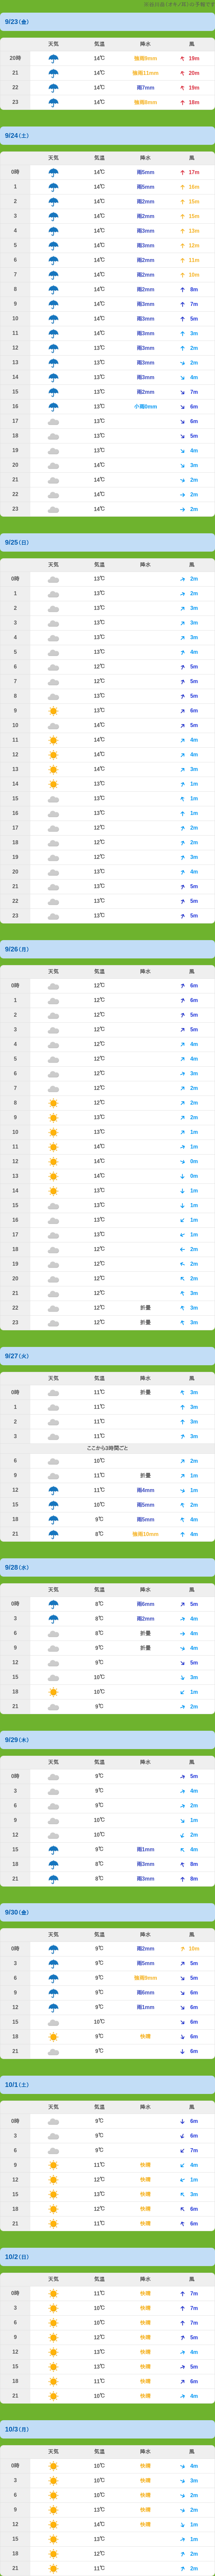 9/23(金)
天気 気温 降水 風
20時 14℃ 19m
21 14℃ 強雨11mm 20m
22 14℃ 雨7mm 19m
23 14℃ 18m
9/24(土)
天気 気温 降水 風
0時 14℃ 雨5mm 17m
1 14℃ 雨5mm 16m
2 14℃ 雨2mm 15m
3 14℃ 雨2mm 15m
4 14℃ 雨3mm 13m
5 14℃ 雨3mm 12m
6 14℃ 雨2mm 11m
7 14℃ 雨2mm 10m
8 14℃ 雨2mm 8m
9 14℃ 雨3mm 7m
10 14℃ 雨3mm 5m
11 14℃ 雨3mm 3m
12 13℃ 雨3mm 2m
13 14℃ 雨3mm 2m
14 13℃ 雨3mm 4m
15 13℃ 雨2mm 7m
16 13℃ 小雨0mm 6m
17 13℃ 6m
18 13℃ 5m
19 14℃ 4m
20 14℃ 3m
21 14℃ 2m
22 14℃ 2m
23 14℃ 2m
9/25(日)
天気 気温 降水 風
0時 13℃ 2m
1 13℃ 2m
2 13℃ 3m
3 13℃ 3m
4 13℃ 3m
5 13℃ 4m
6 12℃ 5m
7 12℃ 5m
8 12℃ 5m
9 13℃ 6m
10 14℃ 5m
11 14℃ 4m
12 14℃ 4m
13 14℃ 3m
14 13℃ 1m
15 13℃ 1m
16 13℃ 1m
17 12℃ 2m
18 12℃ 2m
19 12℃ 3m
20 13℃ 4m
21 13℃ 5m
22 13℃ 5m
23 13℃ 5m
9/26(月)
天気 気温 降水 風
0時 12℃ 6m
1 12℃ 6m
2 12℃ 5m
3 12℃ 5m
4 12℃ 4m
5 12℃ 4m
6 12℃ 3m
7 12℃ 2m
8 12℃ 2m
9 13℃ 2m
10 13℃ 1m
11 14℃ 1m
12 14℃ 0m
13 14℃ 0m
14 13℃ 1m
15 13℃ 1m
16 13℃ 1m
17 13℃ 1m
18 12℃ 2m
19 12℃ 2m
20 12℃ 2m
21 12℃ 3m
22 12℃ 折曇 3m
23 12℃ 折曇 3m
9/27(火)
天気 気温 降水 風
0時 11℃ 折曇 3m
1 11℃ 3m
2 11℃ 3m
3 11℃ 3m
ここから3時間ごと
6 10℃ 2m
9 11℃ 折曇 1m
12 11℃ 雨4mm 1m
15 10℃ 雨5mm 2m
18 9℃ 雨5mm 4m
21 8℃ 強雨10mm 4m
9/28(水)
天気 気温 降水 風
0時 8℃ 雨6mm 5m
3 8℃ 雨2mm 4m
6 8℃ 折曇 4m
9 9℃ 折曇 4m
12 9℃ 5m
15 10℃ 3m
18 10℃ 1m
21 9℃ 2m
9/29(木)
天気 気温 降水 風
0時 9℃ 5m
3 9℃ 4m
6 9℃ 2m
9 10℃ 1m
12 10℃ 2m
15 9℃ 雨1mm 4m
18 8℃ 雨3mm 8m
21 8℃ 雨3mm 8m
9/30(金)
天気 気温 降水 風
0時 9℃ 雨2mm 10m
3 9℃ 雨5mm 5m
6 9℃ 5m
9 9℃ 雨6mm 6m
12 9℃ 雨1mm 6m
15 10℃ 6m
18 9℃ 快晴 6m
21 9℃ 6m
10/1(土)
天気 気温 降水 風
0時 9℃ 6m
3 9℃ 6m
6 9℃ 7m
9 11℃ 快晴 4m
12 12℃ 快晴 1m
15 13℃ 快晴 3m
18 12℃ 快晴 6m
21 11℃ 快晴 6m
10/2(日)
天気 気温 降水 風
0時 11℃ 快晴 7m
3 10℃ 快晴 7m
6 10℃ 快晴 7m
9 12℃ 快晴 5m
12 13℃ 快晴 4m
15 13℃ 快晴 5m
18 11℃ 快晴 6m
21 10℃ 快晴 4m
10/3(月)
天気 気温 降水 風
0時 10℃ 快晴 4m
3 10℃ 快晴 3m
6 10℃ 快晴 2m
9 13℃ 快晴 2m
12 14℃ 快晴 1m
15 13℃ 1m
18 12℃ 2m
21 11℃ 2m